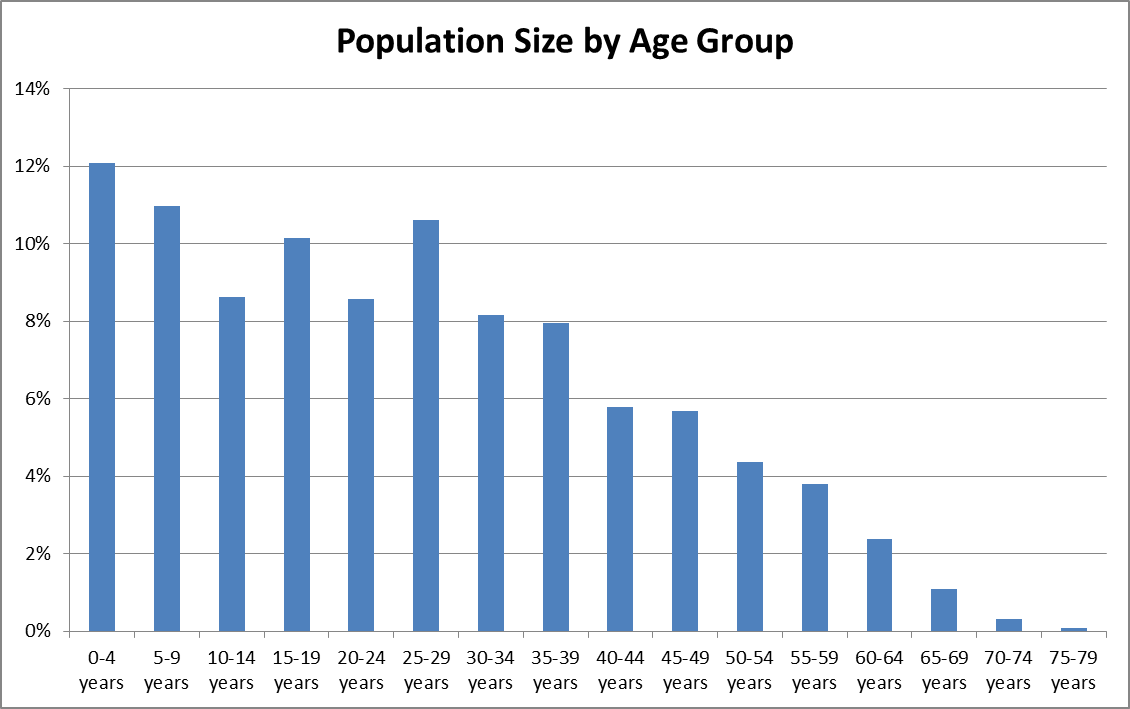 Population Size by Age Group
14%
12%
10%
8%
6%
4%
2%
0%
0-4 5-9 10-14 15-19 20-24 25-29 30-34 35-39 40-44 45-49 50-54 55-59 60-64 65-69 70-74 75-79
years years years years years years years years years years years years years years years years